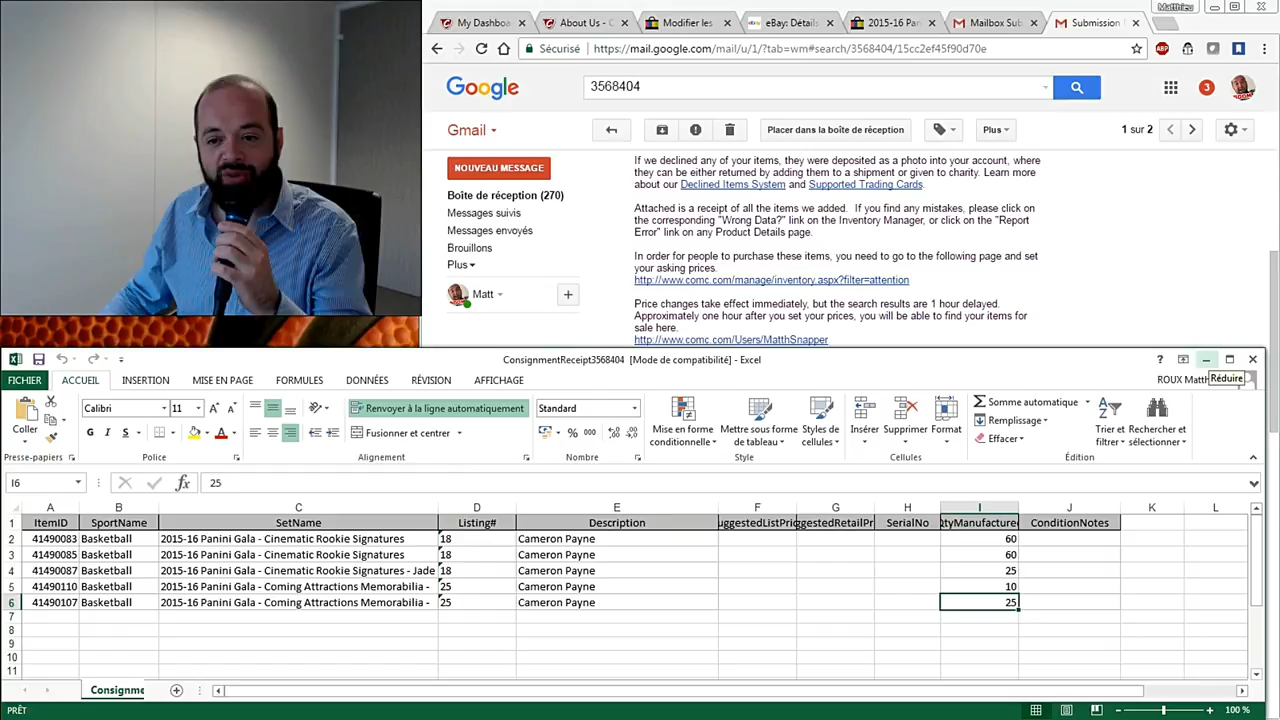 Matthieu
My Dashboa
About Us - C
Modifier les
eBay: Détails
2015-16 Pan
Mailbox Sub
Submission
Sécurisé
https://mail.google.com/mail/u/1/?tab=wm#search/3568404/15cc2ef45f90d70e
ABP
Google
3568404
3
Gmail
Placer dans la boîte de réception
Plus
1 sur 2
NOUVEAU MESSAGE
Boîte de réception (270)
Messages suivis
Messages envoyés
Brouillons
Plus
Matt
If we declined any of your items, they were deposited as a photo into your account, where
they can be either returned by adding them to a shipment or given to charity. Learn more
about our Declined Items System and Supported Trading Cards.
Attached is a receipt of all the items we added. If you find any mistakes, please click on
the corresponding "Wrong Data?" link on the Inventory Manager, or click on the "Report
Error" link on any Product Details page.
In order for people to purchase these items, you need to go to the following page and set
your asking prices.
http://www.comc.com/manage/inventory.aspx?filter=attention
Price changes take effect immediately, but the search results are 1 hour delayed.
Approximately one hour after you set your prices, you will be able to find your items for
sale here.
http://www.comc.com/Users/MatthSnapper
ConsignmentReceipt3568404 [Mode de compatibilité] - Excel
FICHIER ACCUEIL INSERTION MISE EN PAGE FORMULES DONNÉES RÉVISION AFFICHAGE
ROUX Matth
Réduire
Coller
Calibri 11
G I S
Renvoyer à la ligne automatiquement
Fusionner et centrer
Standard
% 000
Mise en forme conditionnelle
Mettre sous forme de tableau
Styles de cellules
Insérer
Supprimer
Format
Somme automatique
Remplissage
Effacer
Trier et filtrer
Rechercher et sélectionner
Presse-papiers Police Alignement Nombre Style Cellules Édition
I6 fx 25
A B C D E F G H I J K L
1 ItemID SportName SetName Listing# Description uggestedListPric ggestedRetailPr SerialNo tyManufacture ConditionNotes
2 41490083 Basketball 2015-16 Panini Gala - Cinematic Rookie Signatures 18 Cameron Payne 60
3 41490085 Basketball 2015-16 Panini Gala - Cinematic Rookie Signatures 18 Cameron Payne 60
4 41490087 Basketball 2015-16 Panini Gala - Cinematic Rookie Signatures - Jade 18 Cameron Payne 25
5 41490110 Basketball 2015-16 Panini Gala - Coming Attractions Memorabilia - 25 Cameron Payne 10
6 41490107 Basketball 2015-16 Panini Gala - Coming Attractions Memorabilia - 25 Cameron Payne 25
7
8
9
10
11
Consignme
PRÊT
100 %